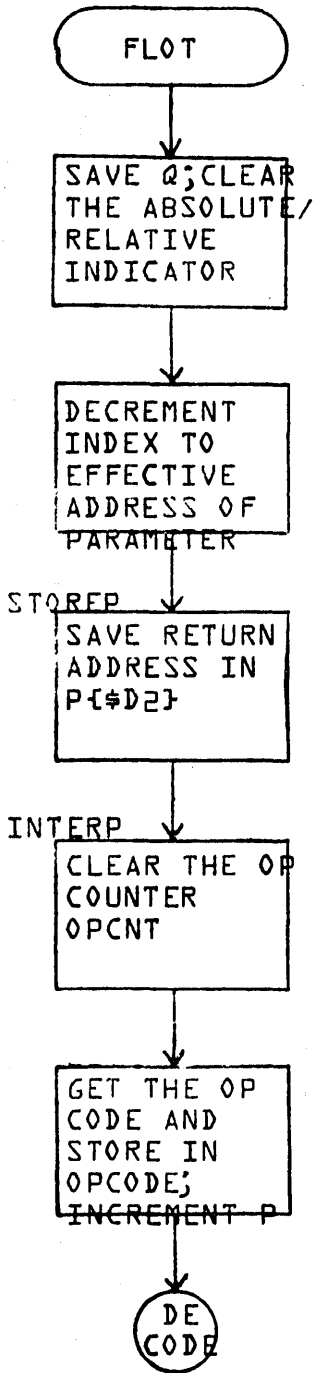 FLOT
SAVE Q;CLEAR
THE ABSOLUTE/
RELATIVE
INDICATOR
DECREMENT
INDEX TO
EFFECTIVE
ADDRESS OF
PARAMETER
STOREP
SAVE RETURN
ADDRESS IN
P{$D2}
INTERP
CLEAR THE OP
COUNTER
OPCNT
GET THE OP
CODE AND
STORE IN
OPCODE;
INCREMENT P
DE
CODE